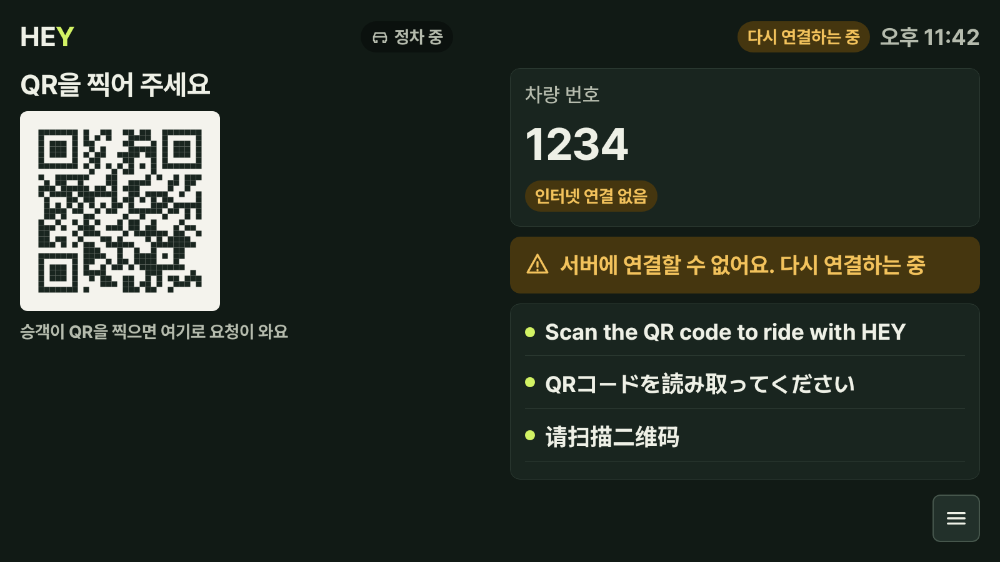 HEY
정차 중
다시 연결하는 중
오후 11:42
QR을 찍어 주세요
승객이 QR을 찍으면 여기로 요청이 와요
차량 번호
1234
인터넷 연결 없음
서버에 연결할 수 없어요. 다시 연결하는 중
Scan the QR code to ride with HEY
QRコードを読み取ってください
请扫描二维码